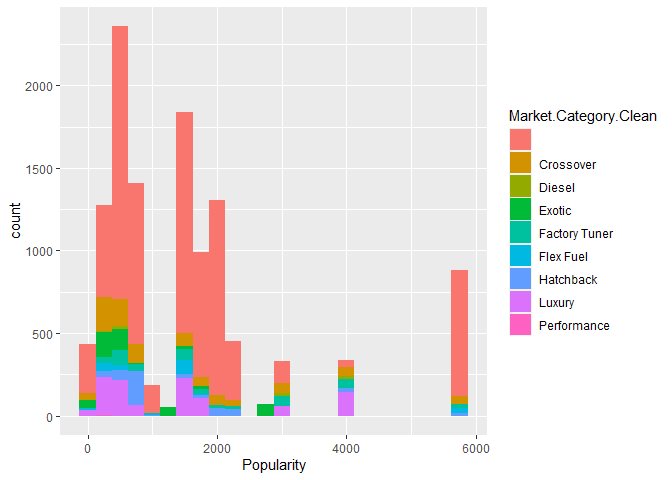 2000
1500
1000
500
0
count
0
2000
4000
6000
Popularity
Market.Category.Clean
Crossover
Diesel
Exotic
Factory Tuner
Flex Fuel
Hatchback
Luxury
Performance